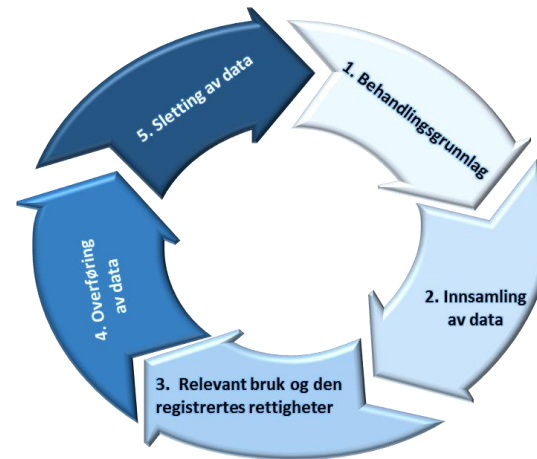 1. Behandlingsgrunnlag
2. Innsamling
av data
3. Relevant bruk og den
registrertes rettigheter
4. Overføring
av data
5. Sletting av data